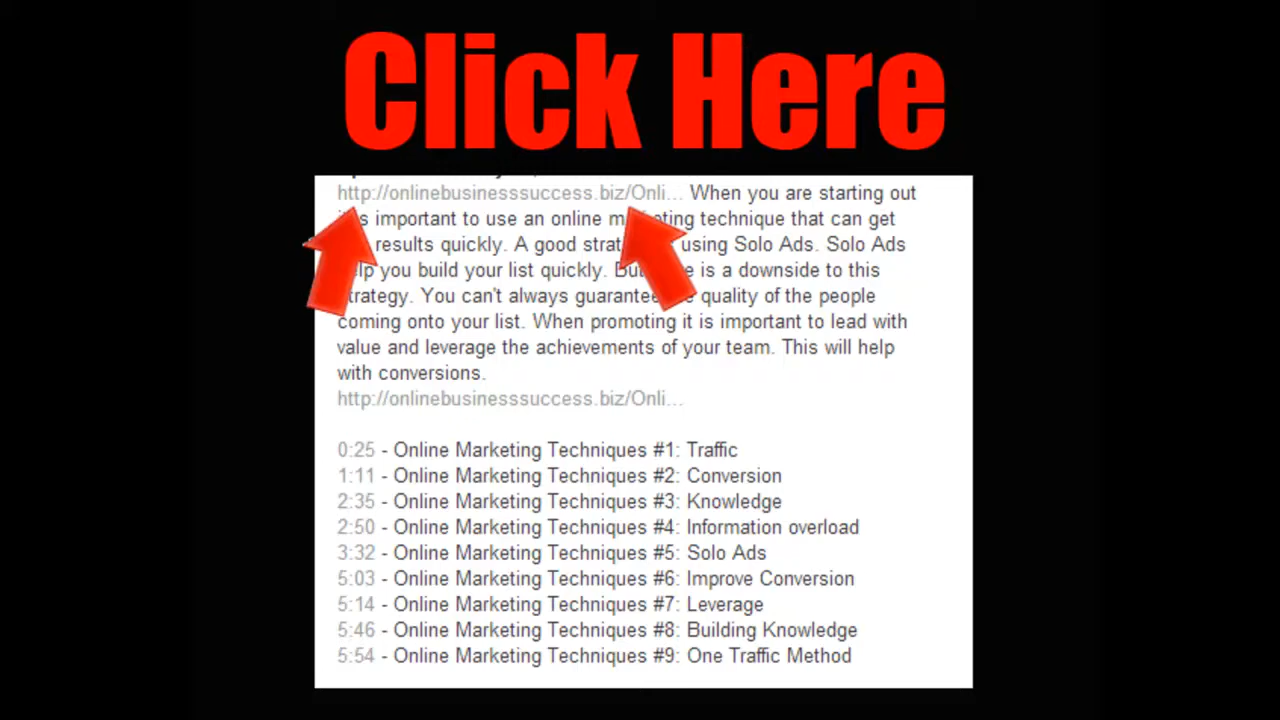 Click Here
http://onlinebusinesssuccess.biz/Onli... When you are starting out
is important to use an online marketing technique that can get
results quickly. A good using Solo Ads. Solo Ads
you build your list quickly. is a downside to this
strategy. You can't always guarantee quality of the people
coming onto your list. When promoting it is important to lead with
value and leverage the achievements of your team. This will help
with conversions.
http://onlinebusinesssuccess.biz/Onli...
0:25 - Online Marketing Techniques #1: Traffic
1:11 - Online Marketing Techniques #2: Conversion
2:35 - Online Marketing Techniques #3: Knowledge
2:50 - Online Marketing Techniques #4: Information overload
3:32 - Online Marketing Techniques #5: Solo Ads
5:03 - Online Marketing Techniques #6: Improve Conversion
5:14 - Online Marketing Techniques #7: Leverage
5:46 - Online Marketing Techniques #8: Building Knowledge
5:54 - Online Marketing Techniques #9: One Traffic Method